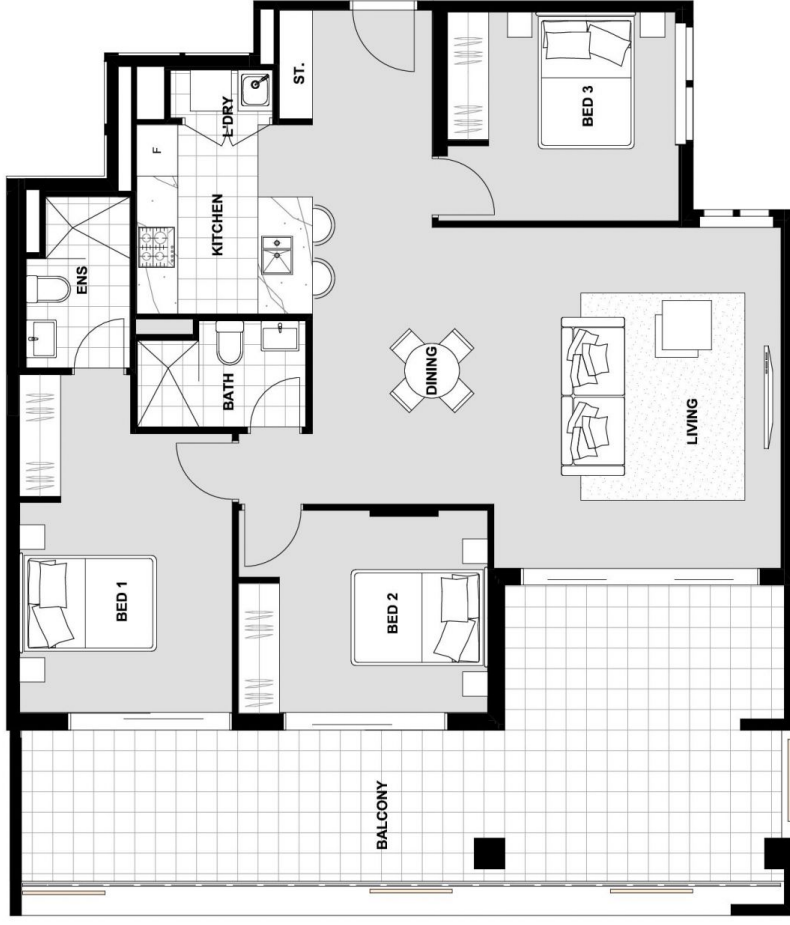 ST.
L'DRY
F
BED 3
KITCHEN
ENS
BATH
DINING
LIVING
BED 1
BED 2
BALCONY